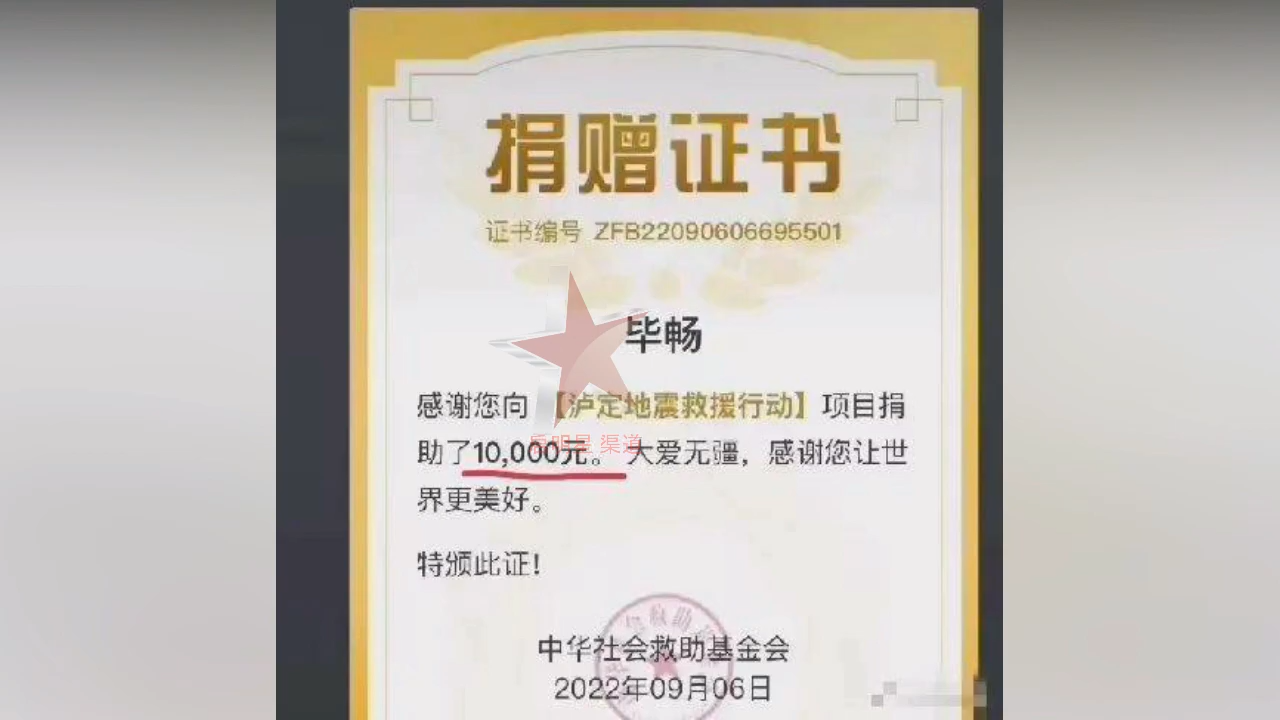 捐赠证书
证书编号 ZFB22090606695501
毕畅
感谢您向【泸定地震救援行动】项目捐
助了10,000元。大爱无疆，感谢您让世
界更美好。
特颁此证！
中华社会救助基金会
2022年09月06日